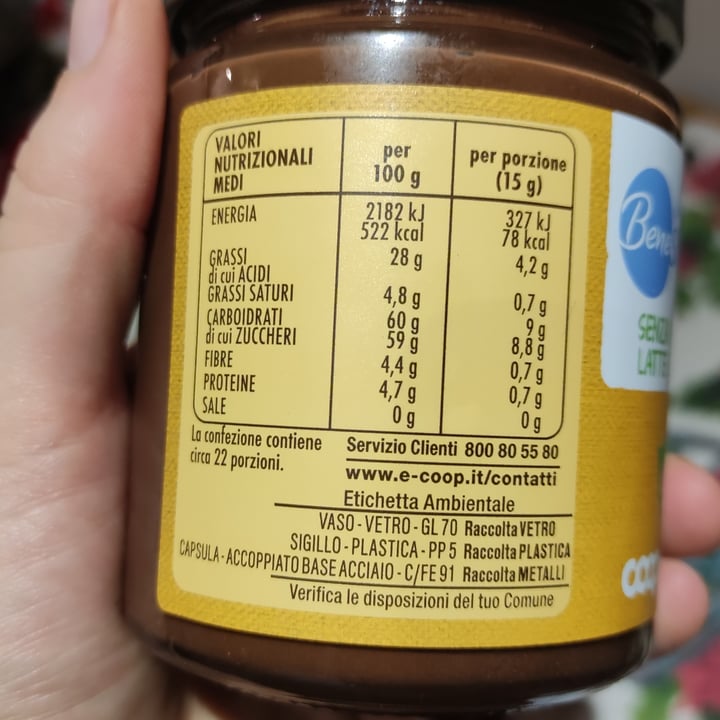 VALORI
NUTRIZIONALI
MEDI
per
100 g
per porzione
(15 g)
ENERGIA 2182 kJ 327 kJ
522 kcal 78 kcal
GRASSI 28 g 4,2 g
di cui ACIDI
GRASSI SATURI 4,8 g 0,7 g
CARBOIDRATI 60 g 9 g
di cui ZUCCHERI 59 g 8,8 g
FIBRE 4,4 g 0,7 g
PROTEINE 4,7 g 0,7 g
SALE 0 g 0 g
La confezione contiene
circa 22 porzioni.
Servizio Clienti 800 80 55 80
www.e-coop.it/contatti
Etichetta Ambientale
VASO - VETRO - GL 70 Raccolta VETRO
SIGILLO - PLASTICA - PP 5 Raccolta PLASTICA
CAPSULA - ACCOPPIATO BASE ACCIAIO - C/FE 91 Raccolta METALLI
Verifica le disposizioni del tuo Comune